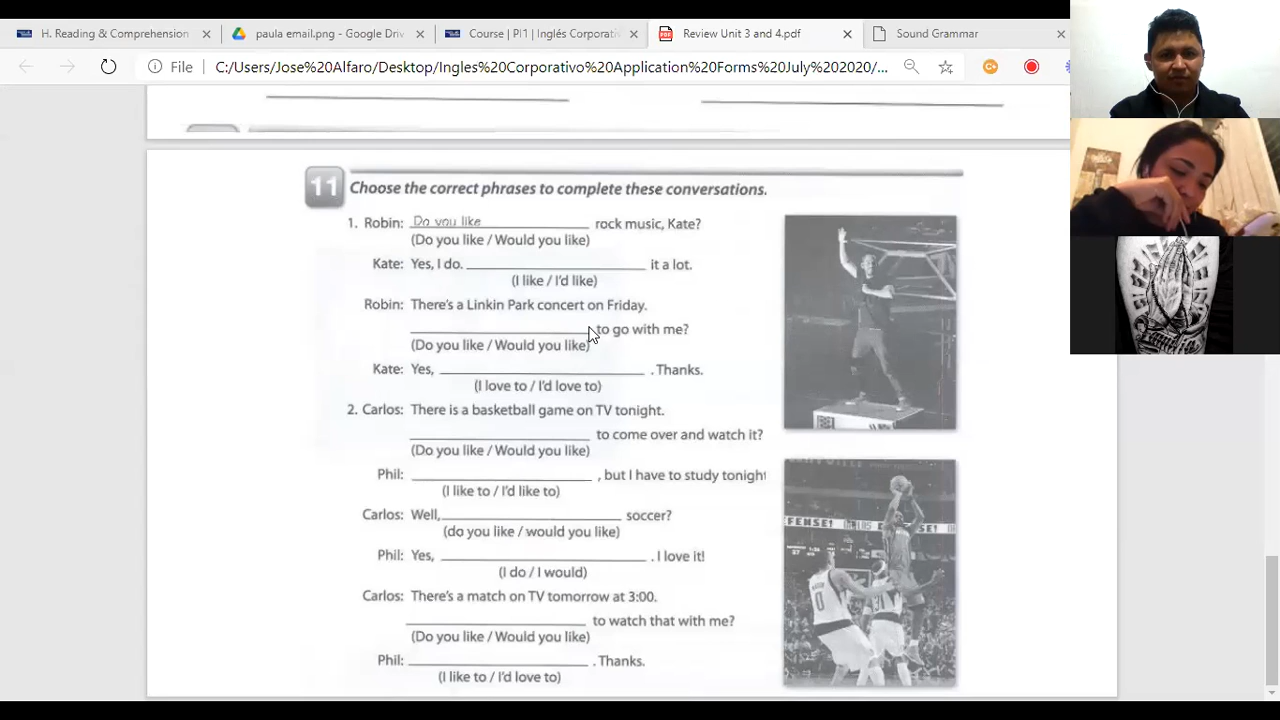 H. Reading & Comprehension
paula email.png - Google Driv
Course | PI1 | Inglés Corporativ
Review Unit 3 and 4.pdf
Sound Grammar
File C:/Users/Jose%20Alfaro/Desktop/Ingles%20Corporativo%20Application%20Forms%20July%202020/...
11 Choose the correct phrases to complete these conversations.
1. Robin: Do you like rock music, Kate?
(Do you like / Would you like)
Kate: Yes, I do. it a lot.
(I like / I'd like)
Robin: There's a Linkin Park concert on Friday.
to go with me?
(Do you like / Would you like)
Kate: Yes, . Thanks.
(I love to / I'd love to)
2. Carlos: There is a basketball game on TV tonight.
to come over and watch it?
(Do you like / Would you like)
Phil: , but I have to study tonight
(I like to / I'd like to)
Carlos: Well, soccer?
(do you like / would you like)
Phil: Yes, . I love it!
(I do / I would)
Carlos: There's a match on TV tomorrow at 3:00.
to watch that with me?
(Do you like / Would you like)
Phil: . Thanks.
(I like to / I'd love to)